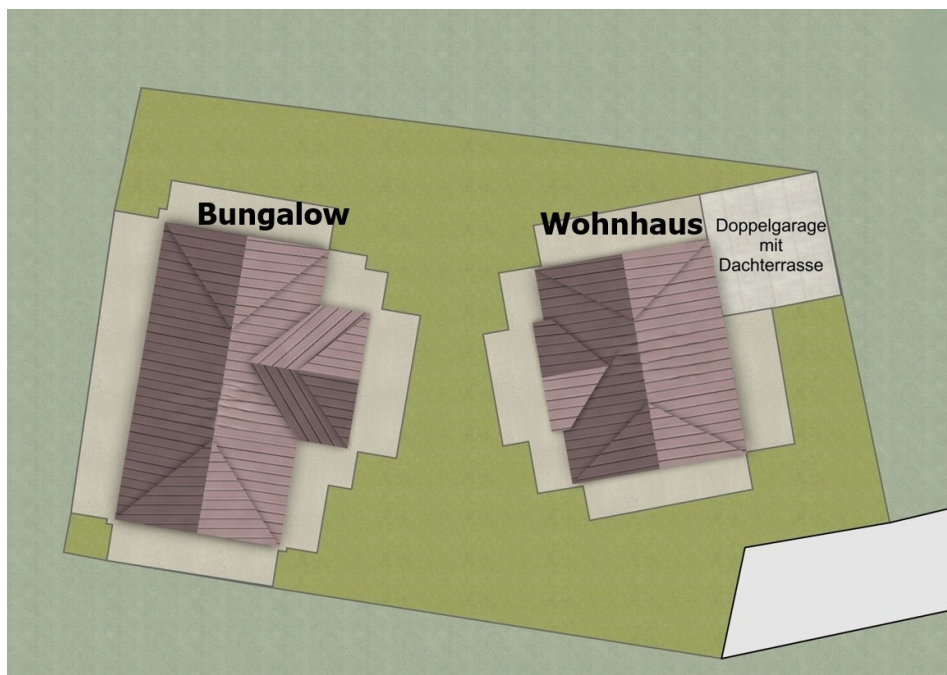 Bungalow
Wohnhaus
Doppelgarage
mit
Dachterrasse